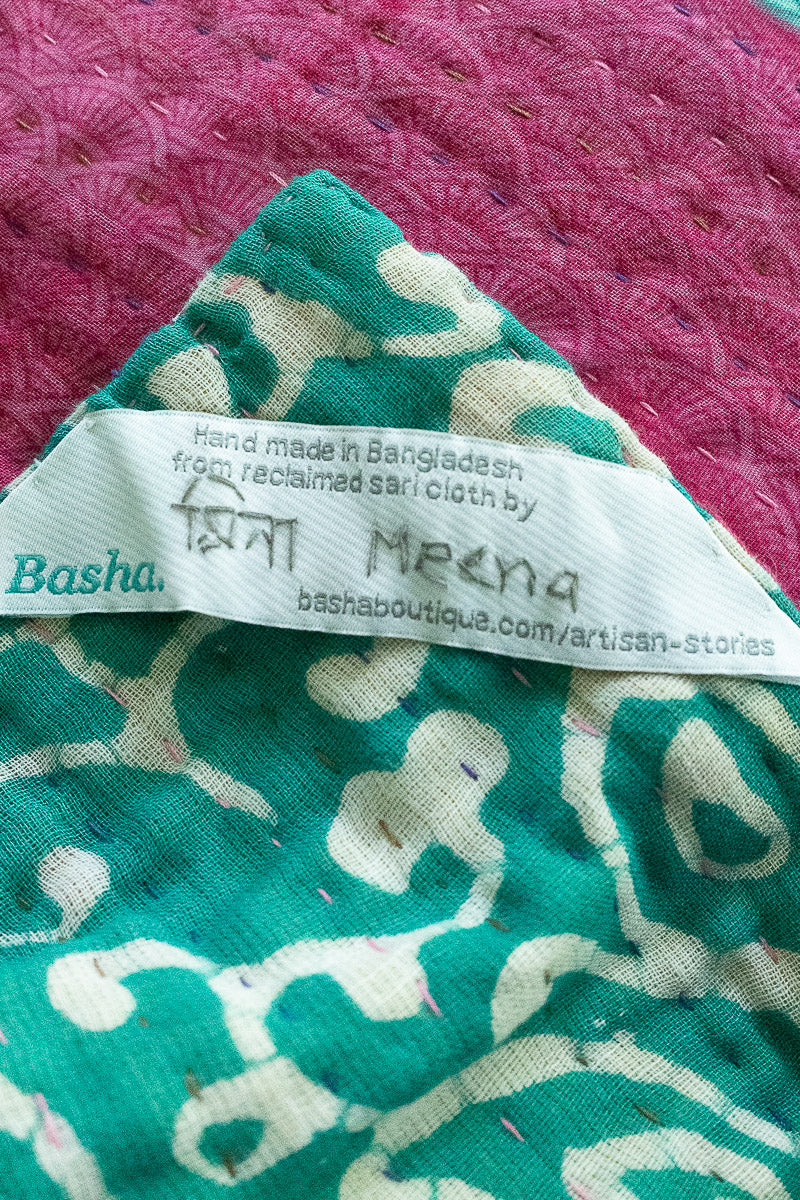 Hand made in Bangladesh
from reclaimed sari cloth by
মিনা Meena
Basha.
bashaboutique.com/artisan-stories